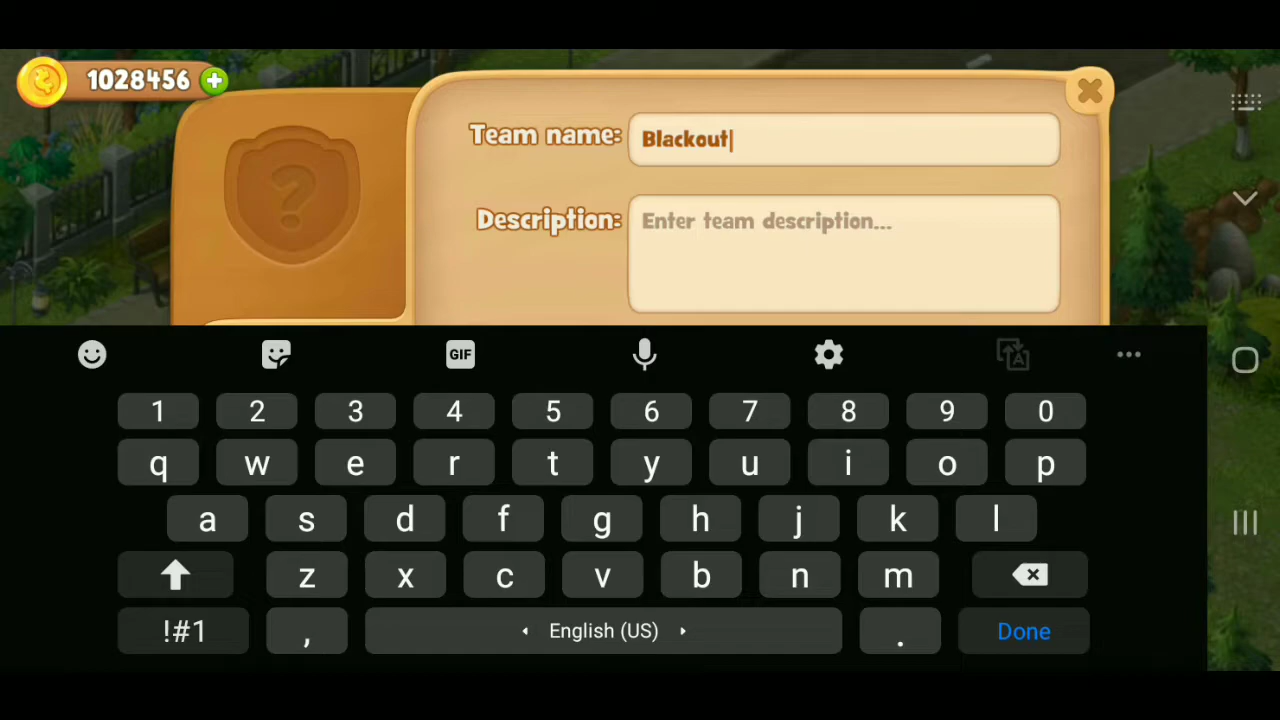 1028456
Team name: Blackout
Description: Enter team description...
GIF
1 2 3 4 5 6 7 8 9 0
q w e r t y u i o p
a s d f g h j k l
z x c v b n m
!#1 , English (US) . Done